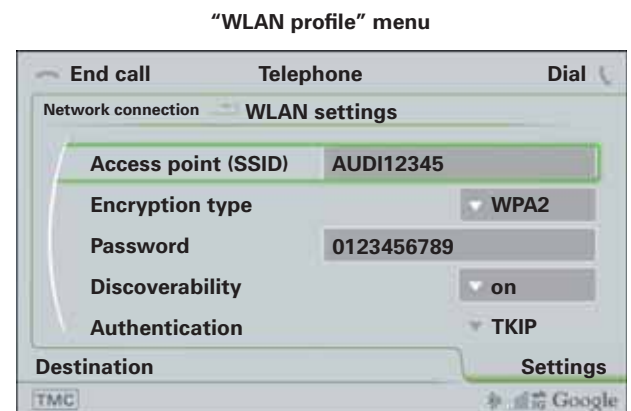 “WLAN profile” menu
End call Telephone Dial
Network connection WLAN settings
Access point (SSID) AUDI12345
Encryption type WPA2
Password 0123456789
Discoverability on
Authentication TKIP
Destination Settings
TMC Google